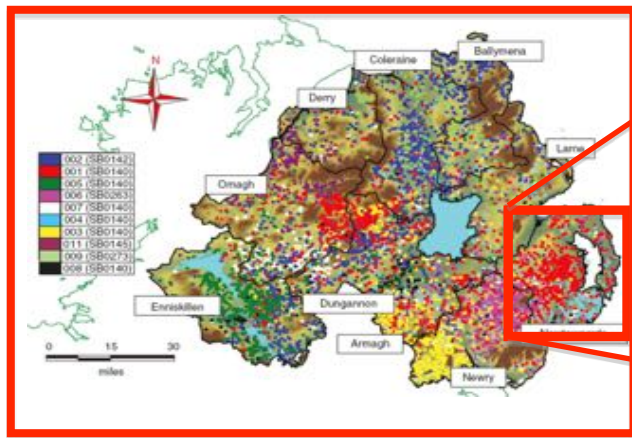 Ballymena
Coleraine
N
Derry
Larne
002 (SB0142)
001 (SB0140)
005 (SB0140)
006 (SB0263)
007 (SB0140)
004 (SB0140)
003 (SB0140)
011 (SB0145)
009 (SB0273)
008 (SB0140)
Omagh
Enniskillen
Dungannon
Armagh
Newry
0 15 30
miles